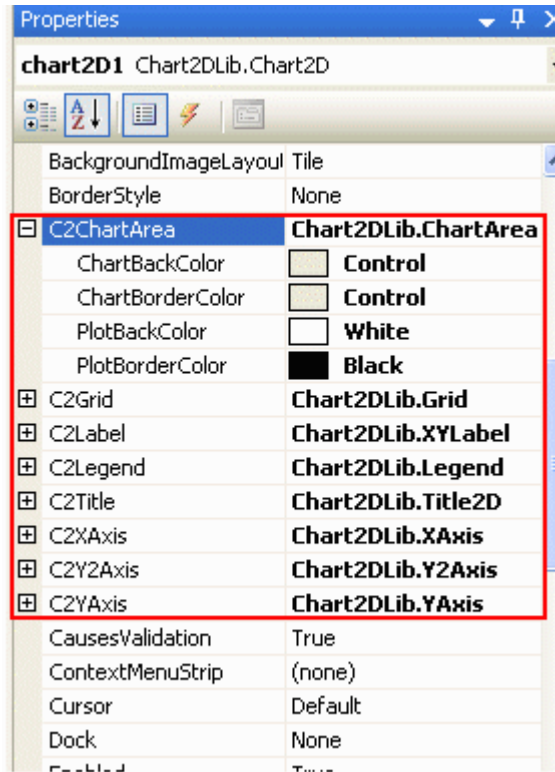 Properties
chart2D1 Chart2DLib.Chart2D
BackgroundImageLayou Tile
BorderStyle None
C2ChartArea Chart2DLib.ChartArea
ChartBackColor Control
ChartBorderColor Control
PlotBackColor White
PlotBorderColor Black
C2Grid Chart2DLib.Grid
C2Label Chart2DLib.XYLabel
C2Legend Chart2DLib.Legend
C2Title Chart2DLib.Title2D
C2XAxis Chart2DLib.XAxis
C2Y2Axis Chart2DLib.Y2Axis
C2YAxis Chart2DLib.YAxis
CausesValidation True
ContextMenuStrip (none)
Cursor Default
Dock None